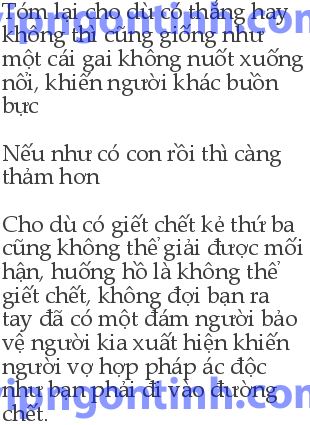 Tóm lại cho dù có thắng hay
không thì cũng giống như
một cái gai không nuốt xuống
nổi, khiến người khác buồn
bực
Nếu như có con rồi thì càng
thảm hơn
Cho dù có giết chết kẻ thứ ba
cũng không thể giải được mối
hận, huống hồ là không thể
giết chết, không đợi bạn ra
tay đã có một đám người bảo
vệ người kia xuất hiện khiến
người vợ hợp pháp ác độc
như bạn phải đi vào đường
chết.